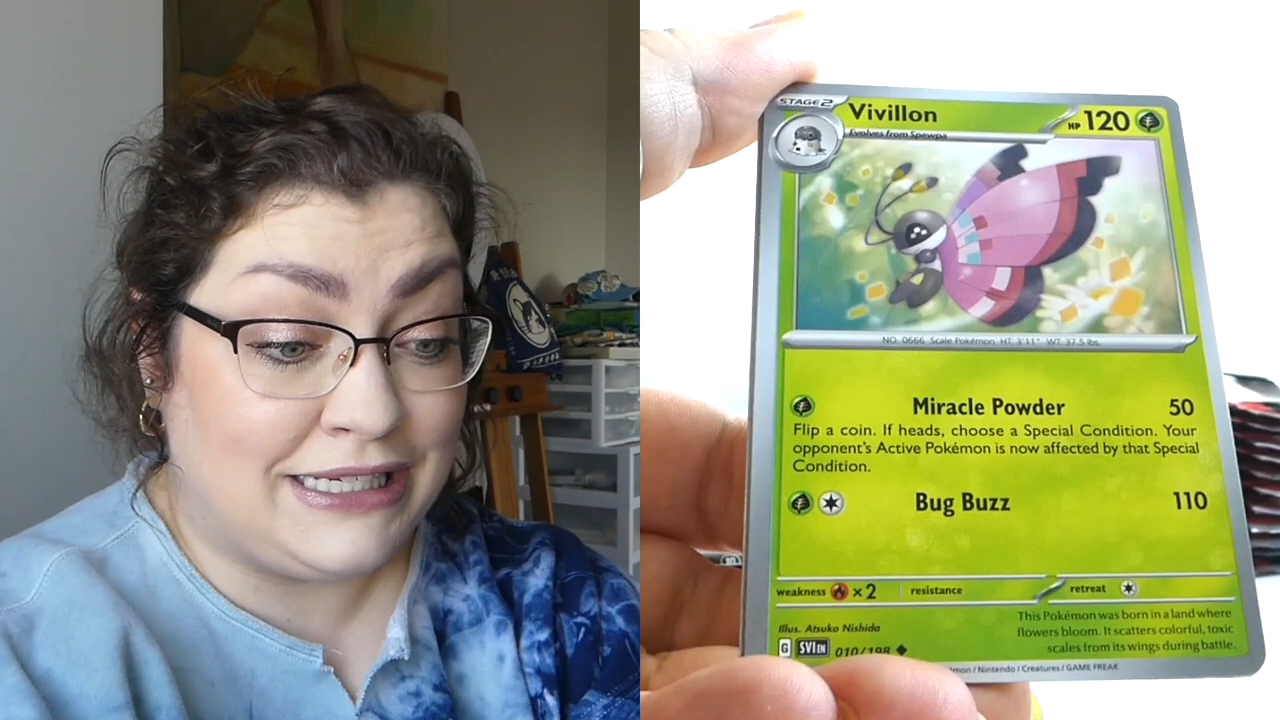 STAGE2
Vivillon
HP 120
Evolves from Spewpa
NO. 0666 Scale Pokémon. HT: 3'11" WT: 37.5 lbs.
Miracle Powder 50
Flip a coin. If heads, choose a Special Condition. Your
opponent's Active Pokémon is now affected by that Special
Condition.
Bug Buzz 110
weakness ×2 resistance retreat
Illus. Atsuko Nishida
G SVI EN 010/198
This Pokémon was born in a land where
flowers bloom. It scatters colorful, toxic
scales from its wings during battle.
/ Nintendo / Creatures / GAME FREAK